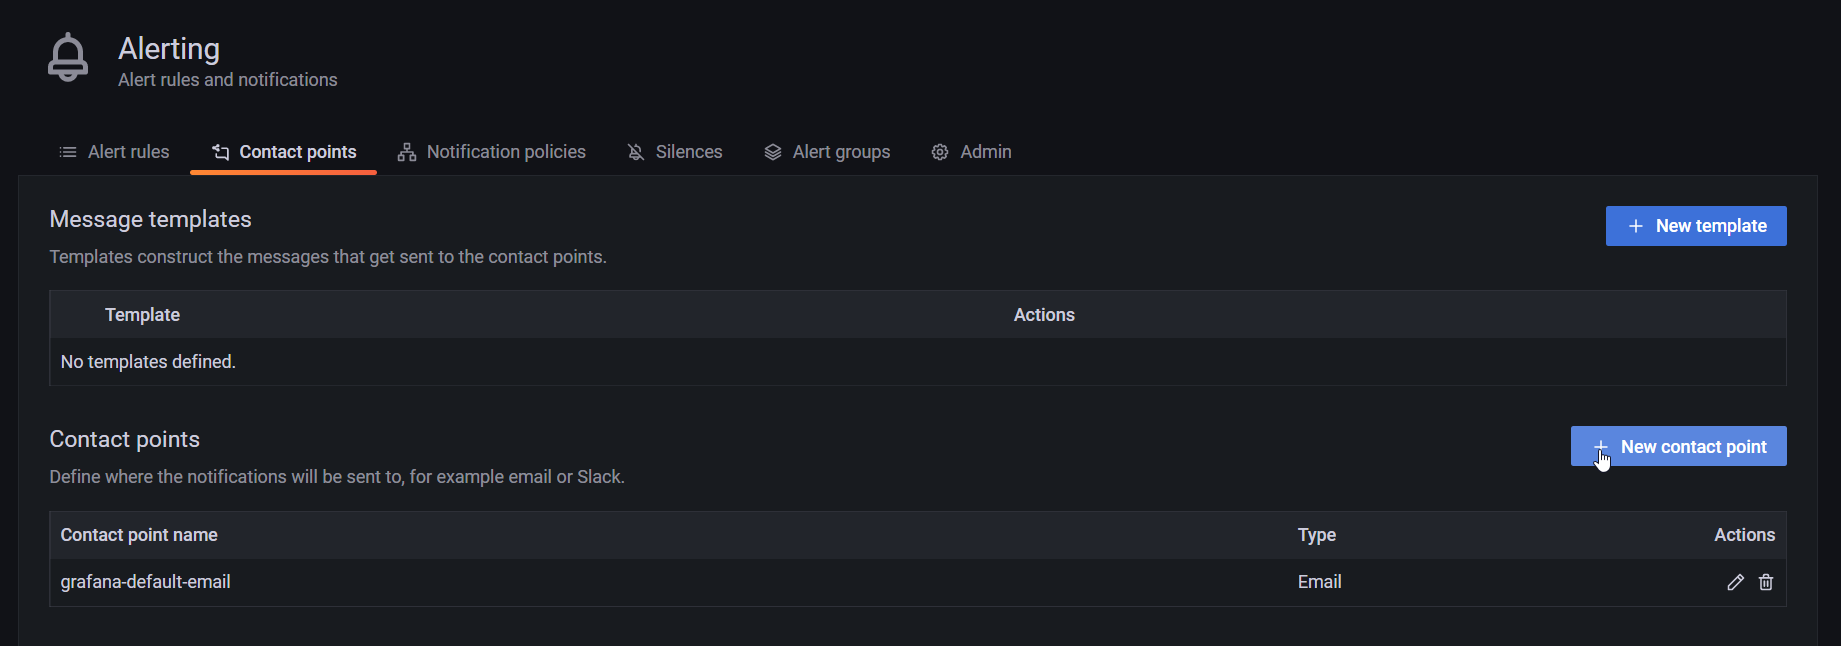 Alerting
Alert rules and notifications
Alert rules Contact points Notification policies Silences Alert groups Admin
Message templates
New template
Templates construct the messages that get sent to the contact points.
Template Actions
No templates defined.
Contact points
New contact point
Define where the notifications will be sent to, for example email or Slack.
Contact point name Type Actions
grafana-default-email Email